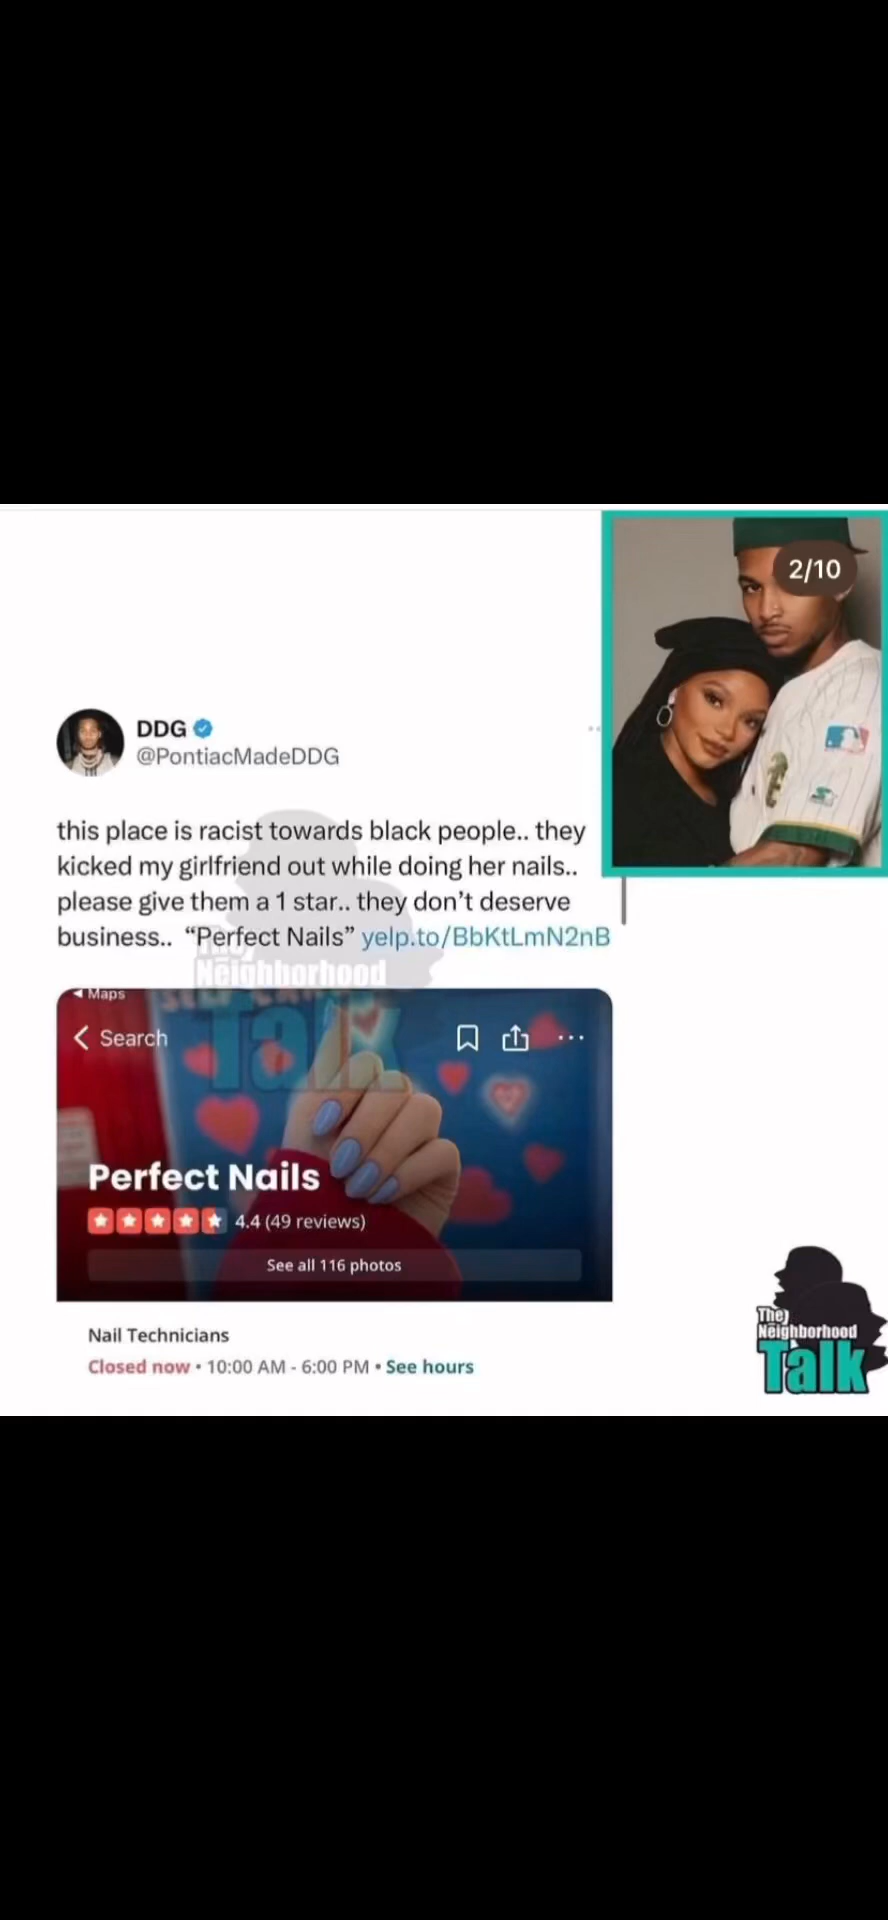 2/10
DDG
@PontiacMadeDDG
this place is racist towards black people.. they
kicked my girlfriend out while doing her nails..
please give them a 1 star.. they don’t deserve
business.. “Perfect Nails” yelp.to/BbKtLmN2nB
The
Neighborhood
Talk
◄ Maps
Search
Perfect Nails
4.4 (49 reviews)
See all 116 photos
Nail Technicians
Closed now • 10:00 AM - 6:00 PM • See hours
The
Neighborhood
Talk